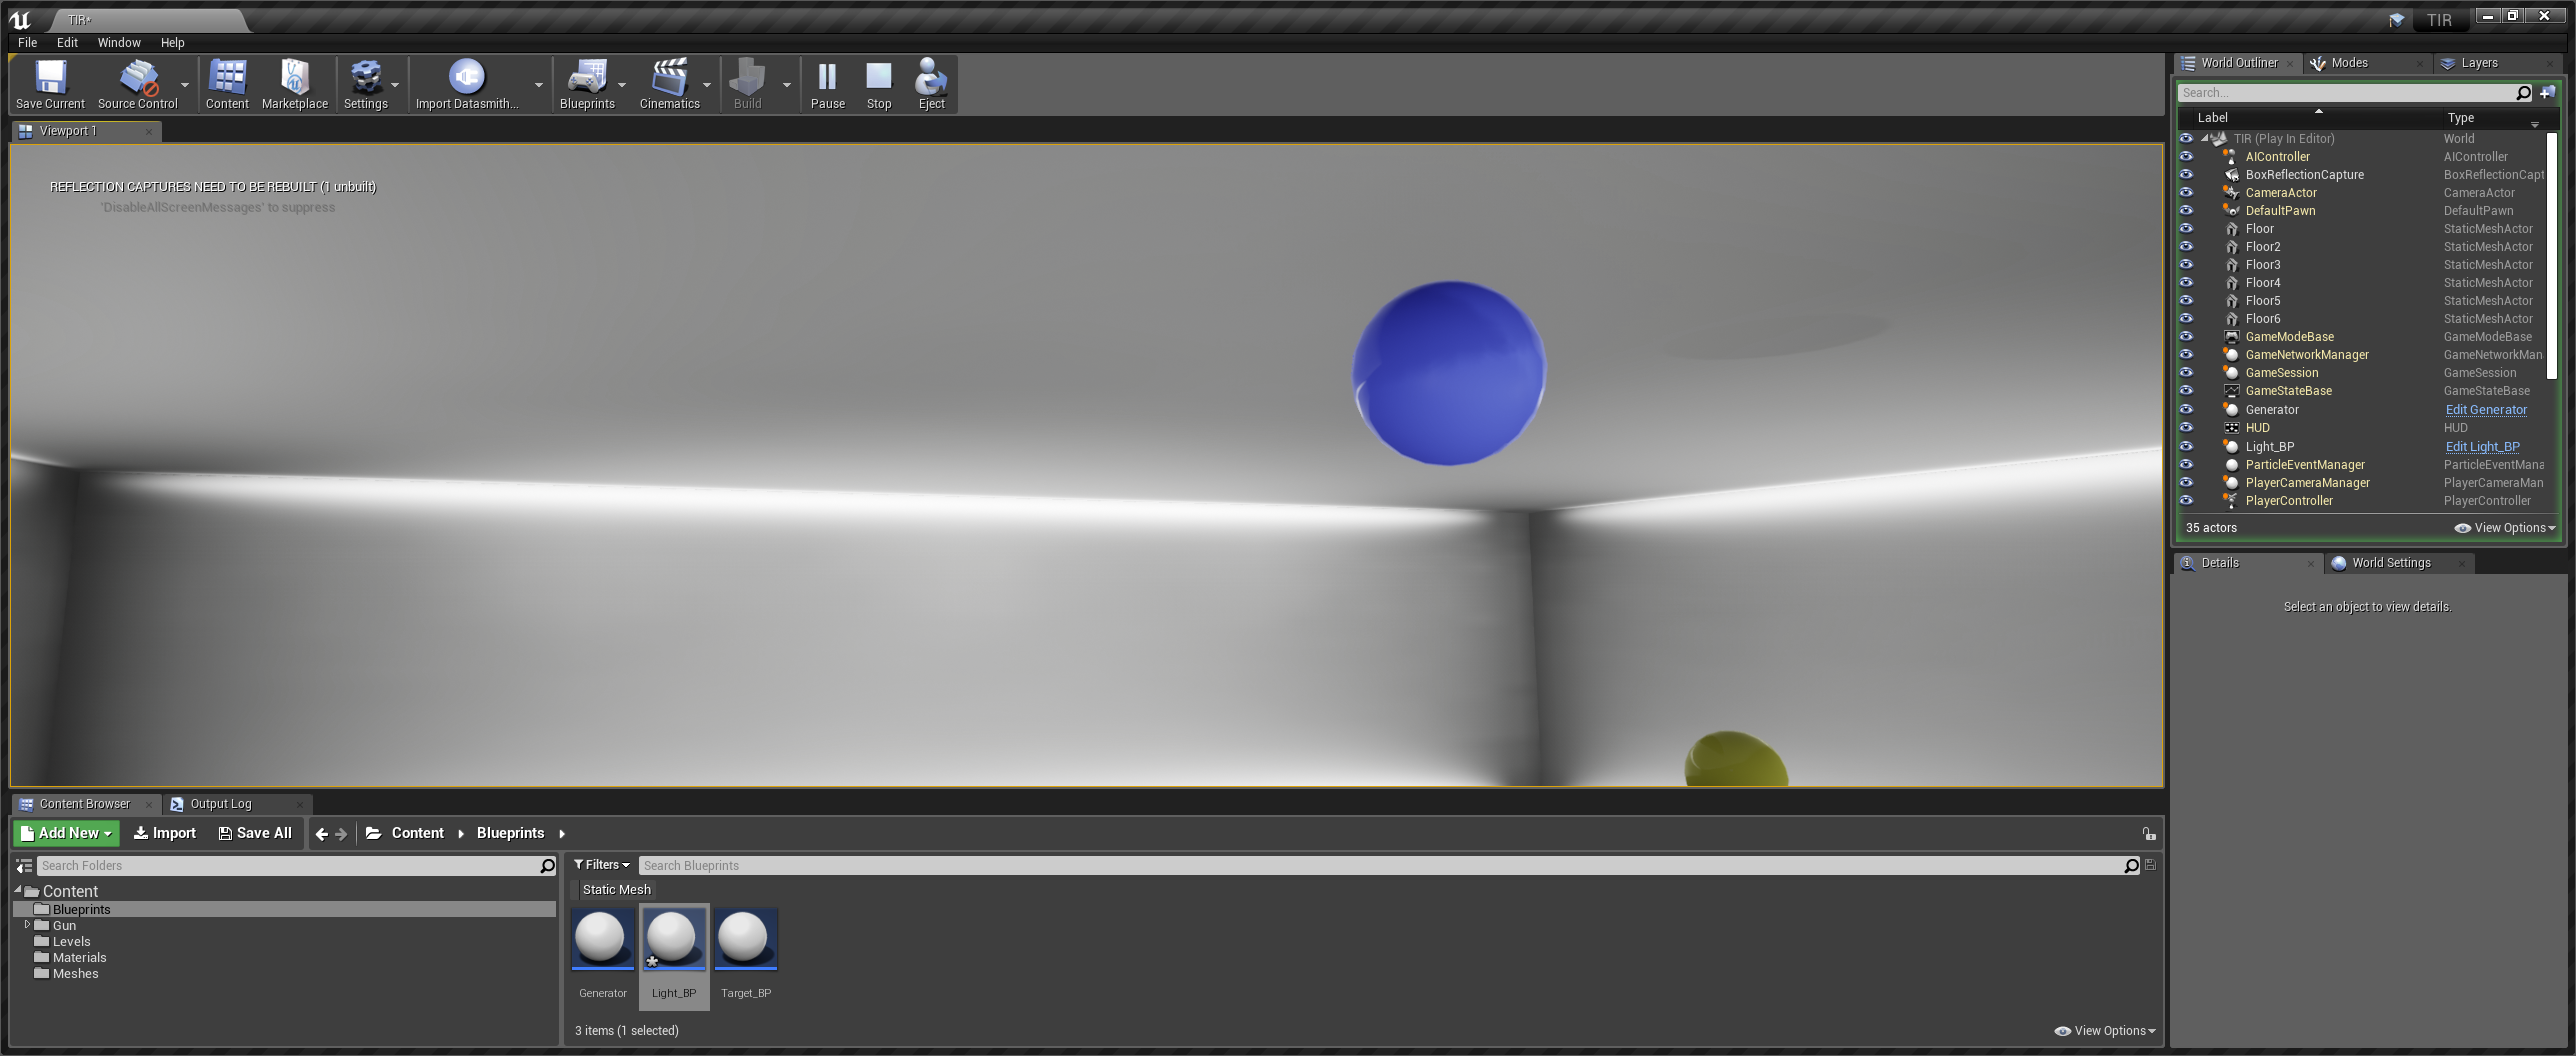 TIR*
TIR
File Edit Window Help
Save Current Source Control Content Marketplace Settings Import Datasmith... Blueprints Cinematics Build Pause Stop Eject
Viewport 1
REFLECTION CAPTURES NEED TO BE REBUILT (1 unbuilt)
'DisableAllScreenMessages' to suppress
World Outliner Modes Layers
Search...
Label Type
TIR (Play In Editor) World
AIController AIController
BoxReflectionCapture BoxReflectionCapt
CameraActor CameraActor
DefaultPawn DefaultPawn
Floor StaticMeshActor
Floor2 StaticMeshActor
Floor3 StaticMeshActor
Floor4 StaticMeshActor
Floor5 StaticMeshActor
Floor6 StaticMeshActor
GameModeBase GameModeBase
GameNetworkManager GameNetworkMan
GameSession GameSession
GameStateBase GameStateBase
Generator Edit Generator
HUD HUD
Light_BP Edit Light_BP
ParticleEventManager ParticleEventMana
PlayerCameraManager PlayerCameraMan
PlayerController PlayerController
35 actors View Options
Details World Settings
Select an object to view details.
Content Browser Output Log
Add New Import Save All Content Blueprints
Search Folders
Content
Blueprints
Gun
Levels
Materials
Meshes
Filters Search Blueprints
Static Mesh
Generator Light_BP Target_BP
3 items (1 selected) View Options